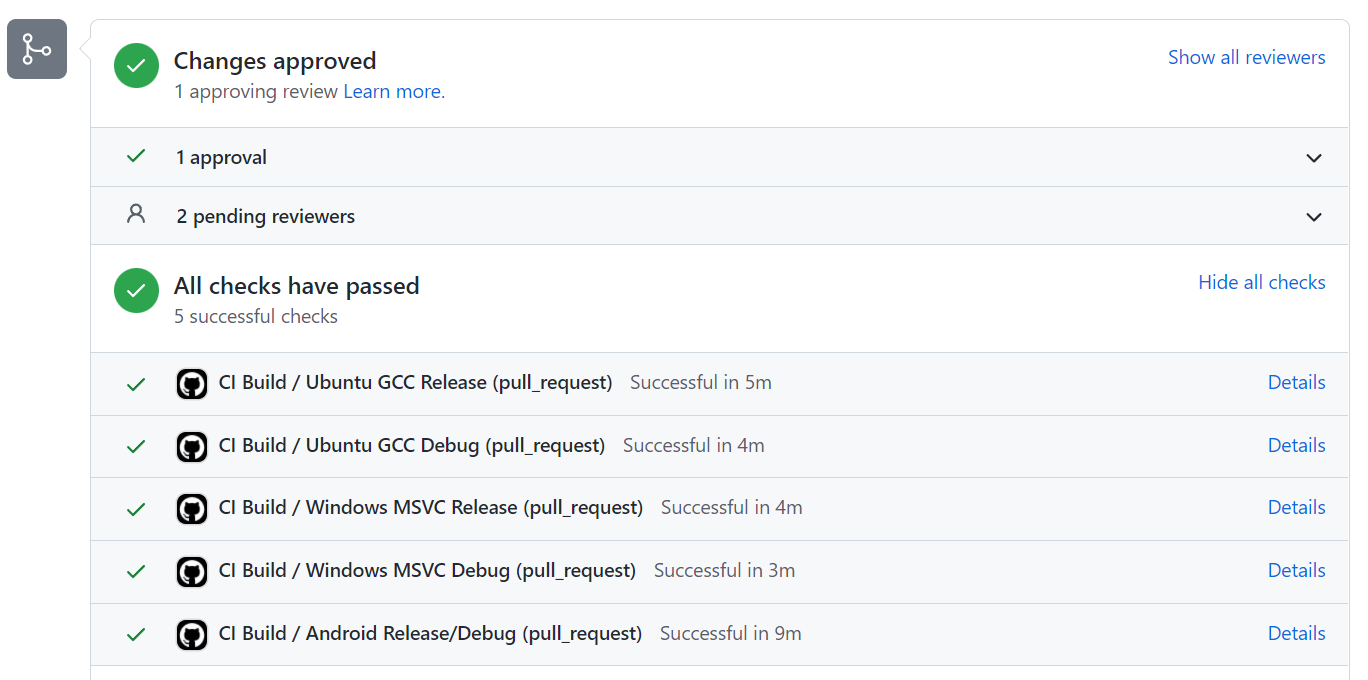 Changes approved
Show all reviewers
1 approving review Learn more.
1 approval
2 pending reviewers
All checks have passed
Hide all checks
5 successful checks
CI Build / Ubuntu GCC Release (pull_request) Successful in 5m Details
CI Build / Ubuntu GCC Debug (pull_request) Successful in 4m Details
CI Build / Windows MSVC Release (pull_request) Successful in 4m Details
CI Build / Windows MSVC Debug (pull_request) Successful in 3m Details
CI Build / Android Release/Debug (pull_request) Successful in 9m Details